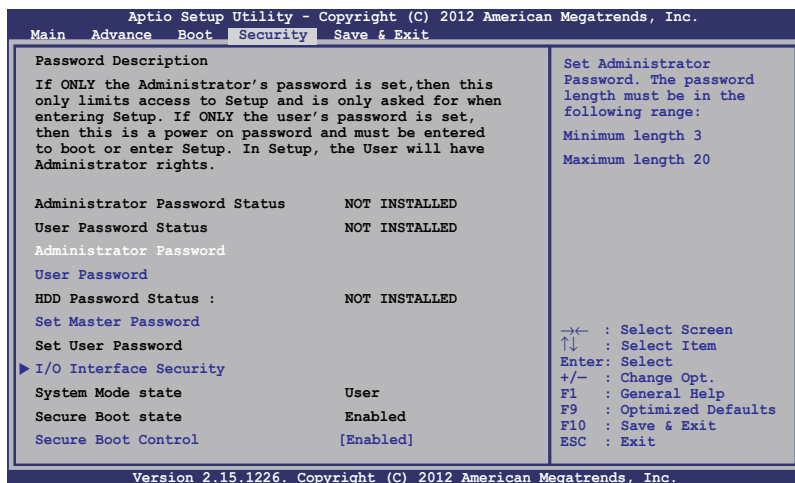 Aptio Setup Utility - Copyright (C) 2012 American Megatrends, Inc.
Main Advance Boot Security Save & Exit
Password Description
If ONLY the Administrator's password is set,then this
only limits access to Setup and is only asked for when
entering Setup. If ONLY the user's password is set,
then this is a power on password and must be entered
to boot or enter Setup. In Setup, the User will have
Administrator rights.
Administrator Password Status NOT INSTALLED
User Password Status NOT INSTALLED
Administrator Password
User Password
HDD Password Status : NOT INSTALLED
Set Master Password
Set User Password
I/O Interface Security
System Mode state User
Secure Boot state Enabled
Secure Boot Control [Enabled]
Set Administrator
Password. The password
length must be in the
following range:
Minimum length 3
Maximum length 20
→← : Select Screen
↑↓ : Select Item
Enter: Select
+/— : Change Opt.
F1 : General Help
F9 : Optimized Defaults
F10 : Save & Exit
ESC : Exit
Version 2.15.1226. Copyright (C) 2012 American Megatrends, Inc.